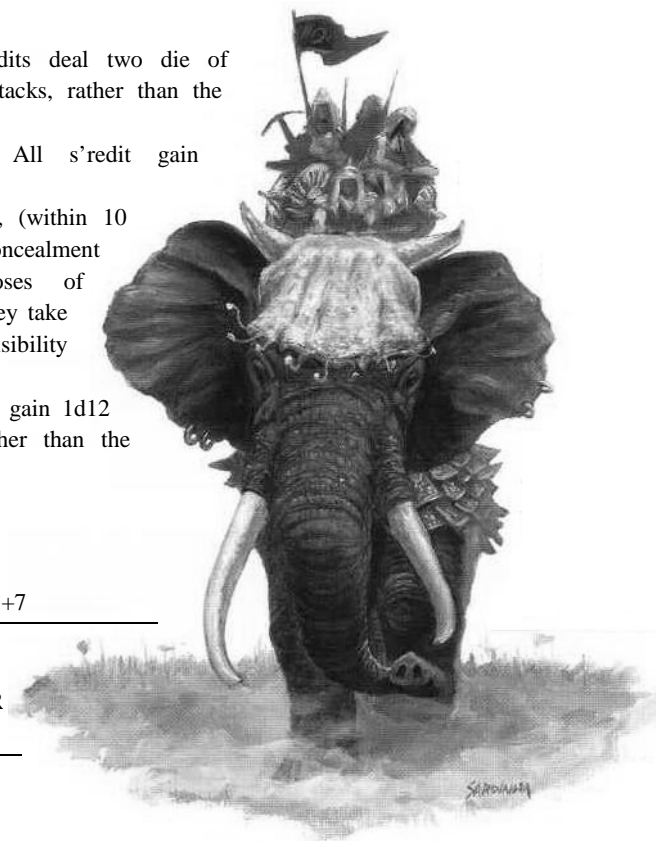 dits deal two die of
tacks, rather than the
All s'redit gain
, (within 10
oncealment
oses of
ey take
sibility
gain 1d12
her than the
+7